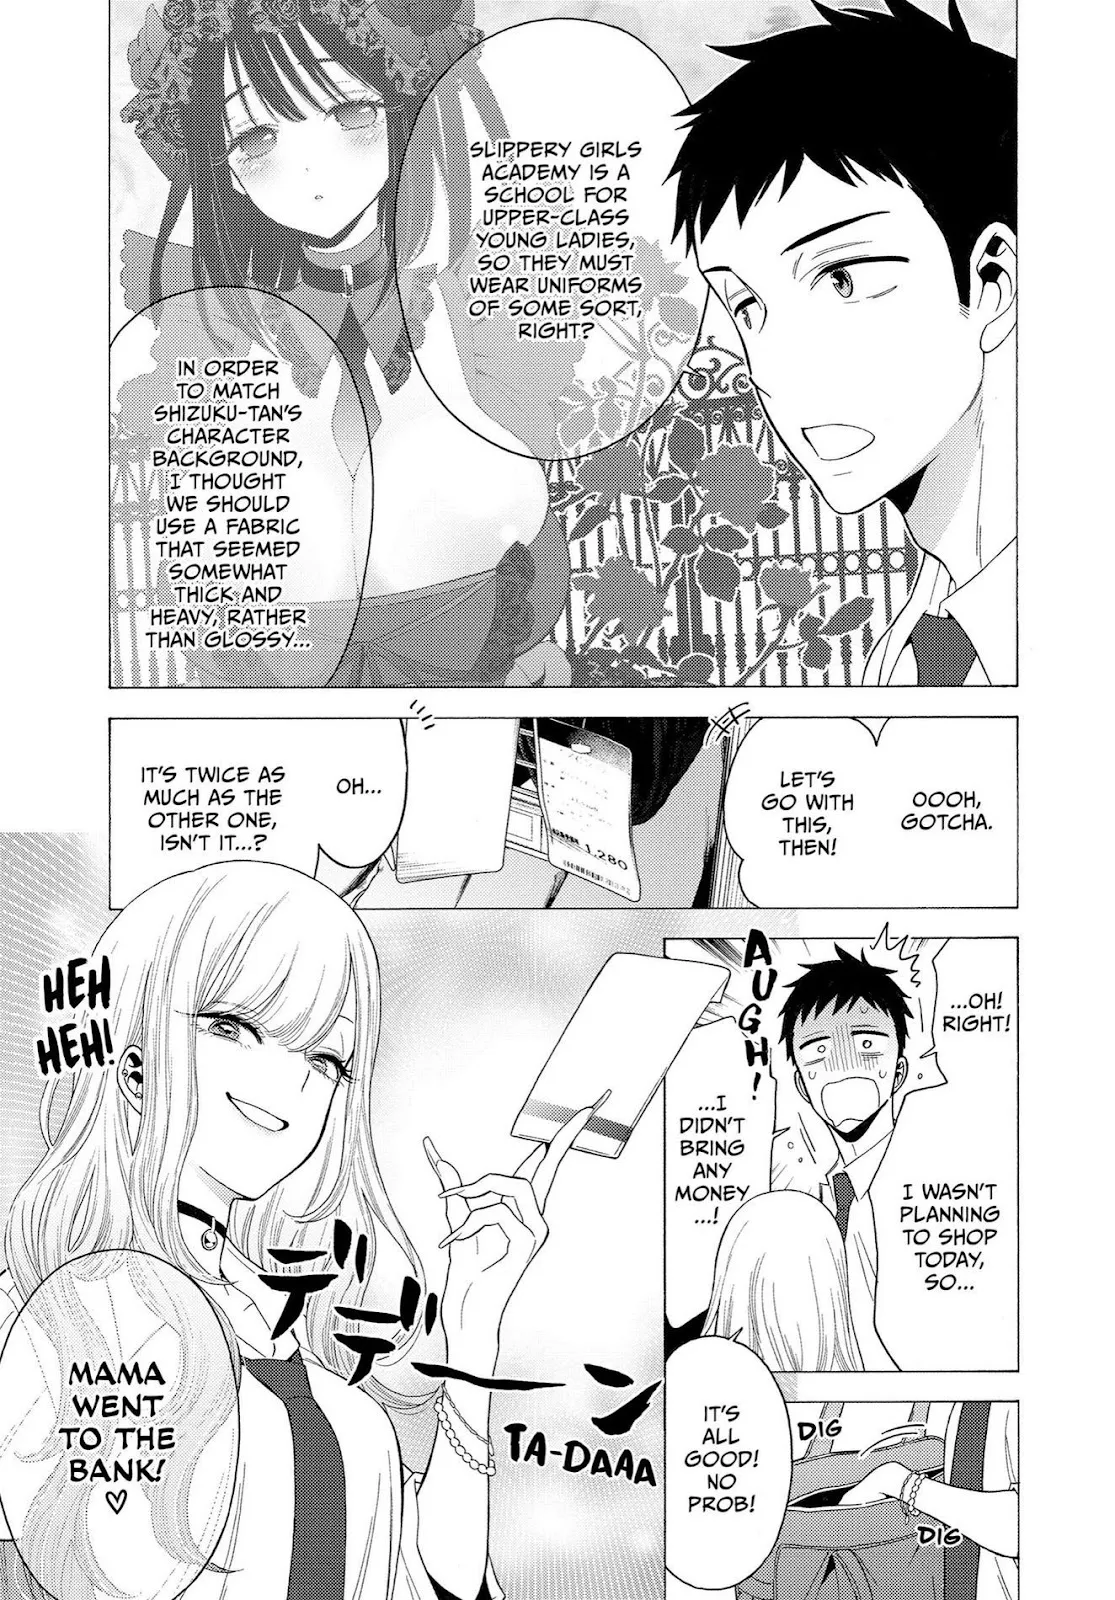 SLIPPERY GIRLS
ACADEMY IS A
SCHOOL FOR
UPPER-CLASS
YOUNG LADIES,
SO THEY MUST
WEAR UNIFORMS
OF SOME SORT,
RIGHT?
IN ORDER
TO MATCH
SHIZUKU-TAN'S
CHARACTER
BACKGROUND,
I THOUGHT
WE SHOULD
USE A FABRIC
THAT SEEMED
SOMEWHAT
THICK AND
HEAVY, RATHER
THAN GLOSSY...
OOOH,
GOTCHA.
LET'S
GO WITH
THIS,
THEN!
1,280
OH...
IT'S TWICE AS
MUCH AS THE
OTHER ONE,
ISN'T IT...?
...OH!
RIGHT!
I WASN'T
PLANNING
TO SHOP
TODAY,
SO...
AUGH!
...I
DIDN'T
BRING
ANY
MONEY
...!
IT'S
ALL
GOOD!
NO
PROB!
DIG
DIG
HEH
HEH!
デデーン
TA-DAAA
MAMA
WENT
TO THE
BANK!
♡